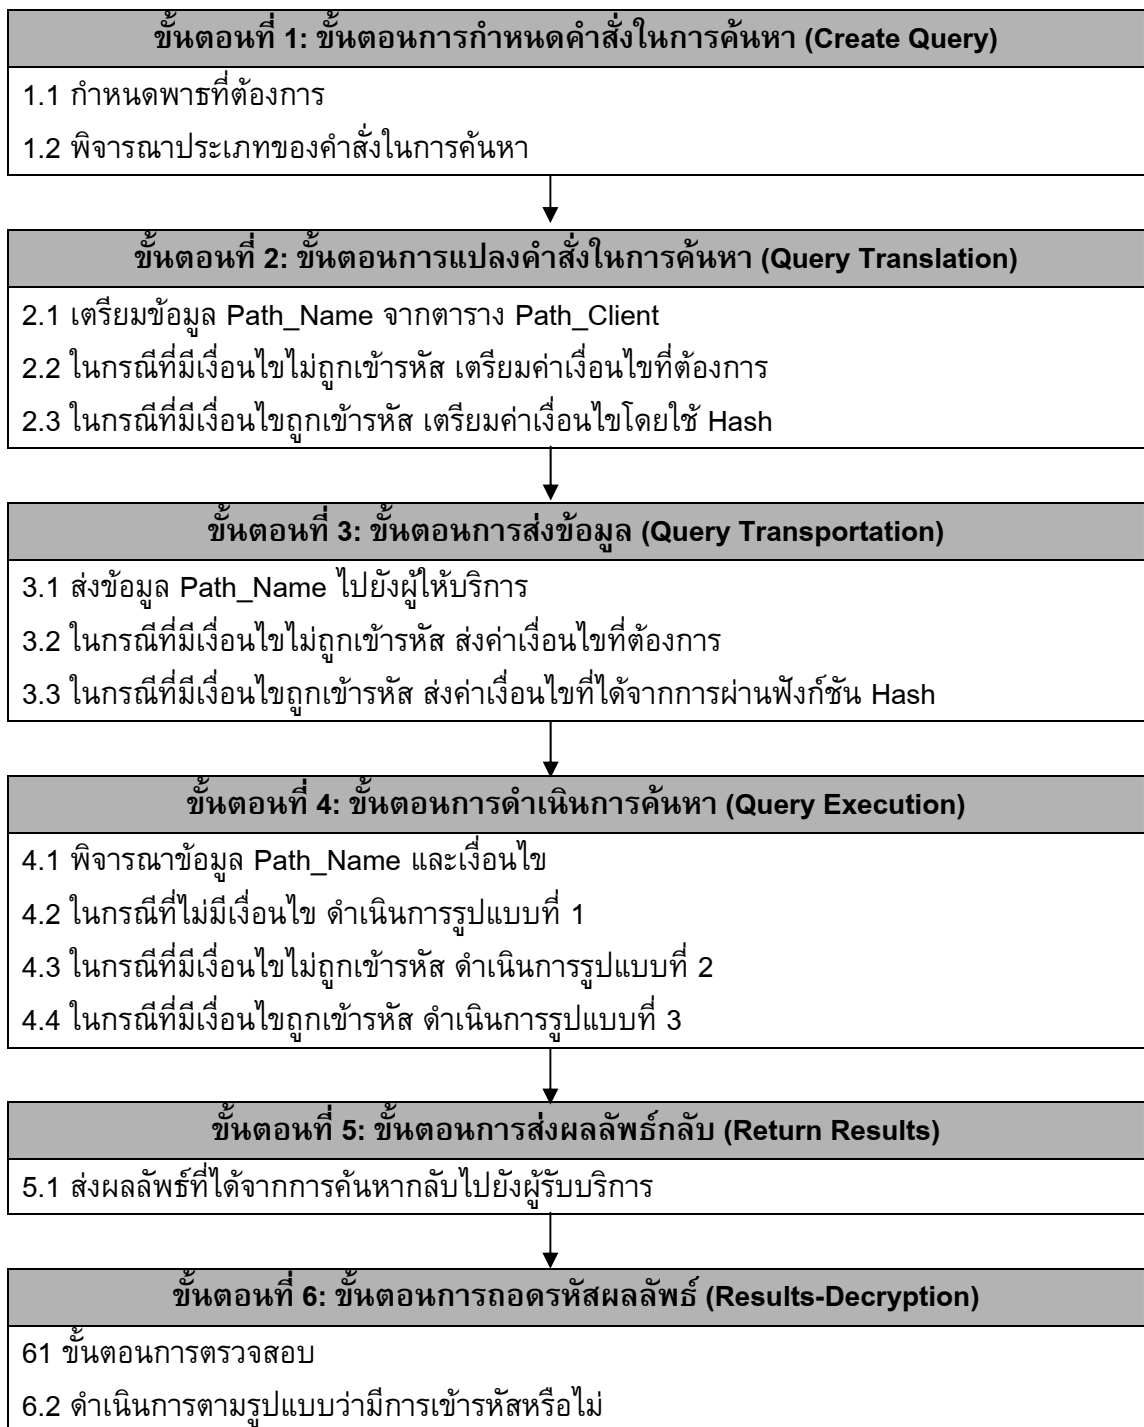 ขั้นตอนที่ 1: ขั้นตอนการกำหนดคำสั่งในการค้นหา (Create Query)
1.1 กำหนดพาธที่ต้องการ
1.2 พิจารณาประเภทของคำสั่งในการค้นหา
ขั้นตอนที่ 2: ขั้นตอนการแปลงคำสั่งในการค้นหา (Query Translation)
2.1 เตรียมข้อมูล Path_Name จากตาราง Path_Client
2.2 ในกรณีที่มีเงื่อนไขไม่ถูกเข้ารหัส เตรียมค่าเงื่อนไขที่ต้องการ
2.3 ในกรณีที่มีเงื่อนไขถูกเข้ารหัส เตรียมค่าเงื่อนไขโดยใช้ Hash
ขั้นตอนที่ 3: ขั้นตอนการส่งข้อมูล (Query Transportation)
3.1 ส่งข้อมูล Path_Name ไปยังผู้ให้บริการ
3.2 ในกรณีที่มีเงื่อนไขไม่ถูกเข้ารหัส ส่งค่าเงื่อนไขที่ต้องการ
3.3 ในกรณีที่มีเงื่อนไขถูกเข้ารหัส ส่งค่าเงื่อนไขที่ได้จากการผ่านฟังก์ชัน Hash
ขั้นตอนที่ 4: ขั้นตอนการดำเนินการค้นหา (Query Execution)
4.1 พิจารณาข้อมูล Path_Name และเงื่อนไข
4.2 ในกรณีที่ไม่มีเงื่อนไข ดำเนินการรูปแบบที่ 1
4.3 ในกรณีที่มีเงื่อนไขไม่ถูกเข้ารหัส ดำเนินการรูปแบบที่ 2
4.4 ในกรณีที่มีเงื่อนไขถูกเข้ารหัส ดำเนินการรูปแบบที่ 3
ขั้นตอนที่ 5: ขั้นตอนการส่งผลลัพธ์กลับ (Return Results)
5.1 ส่งผลลัพธ์ที่ได้จากการค้นหากลับไปยังผู้รับบริการ
ขั้นตอนที่ 6: ขั้นตอนการถอดรหัสผลลัพธ์ (Results-Decryption)
61 ขั้นตอนการตรวจสอบ
6.2 ดำเนินการตามรูปแบบว่ามีการเข้ารหัสหรือไม่